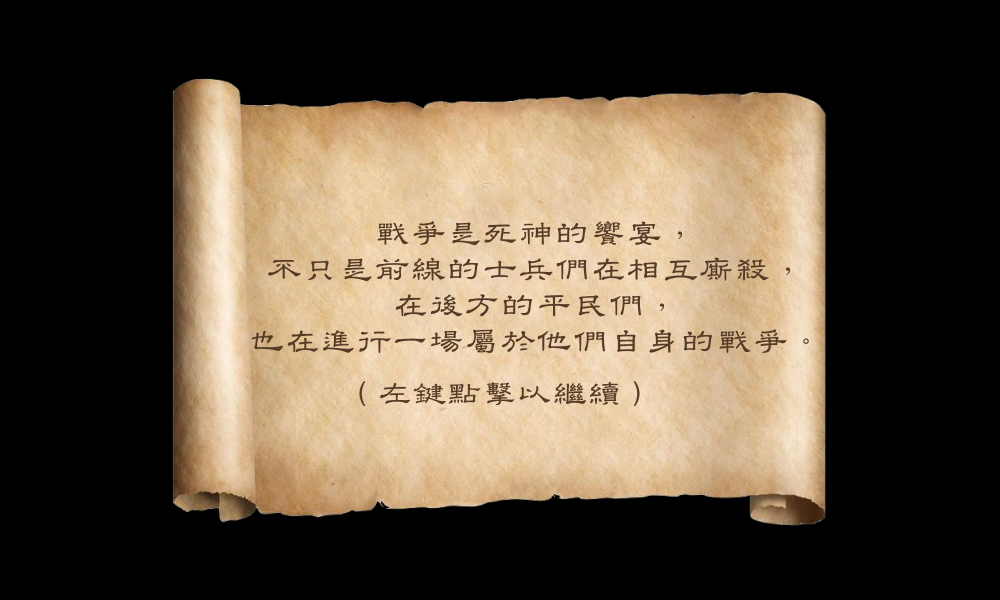 戰爭是死神的饗宴，
不只是前線的士兵們在相互廝殺，
在後方的平民們，
也在進行一場屬於他們自身的戰爭。
（左鍵點擊以繼續）